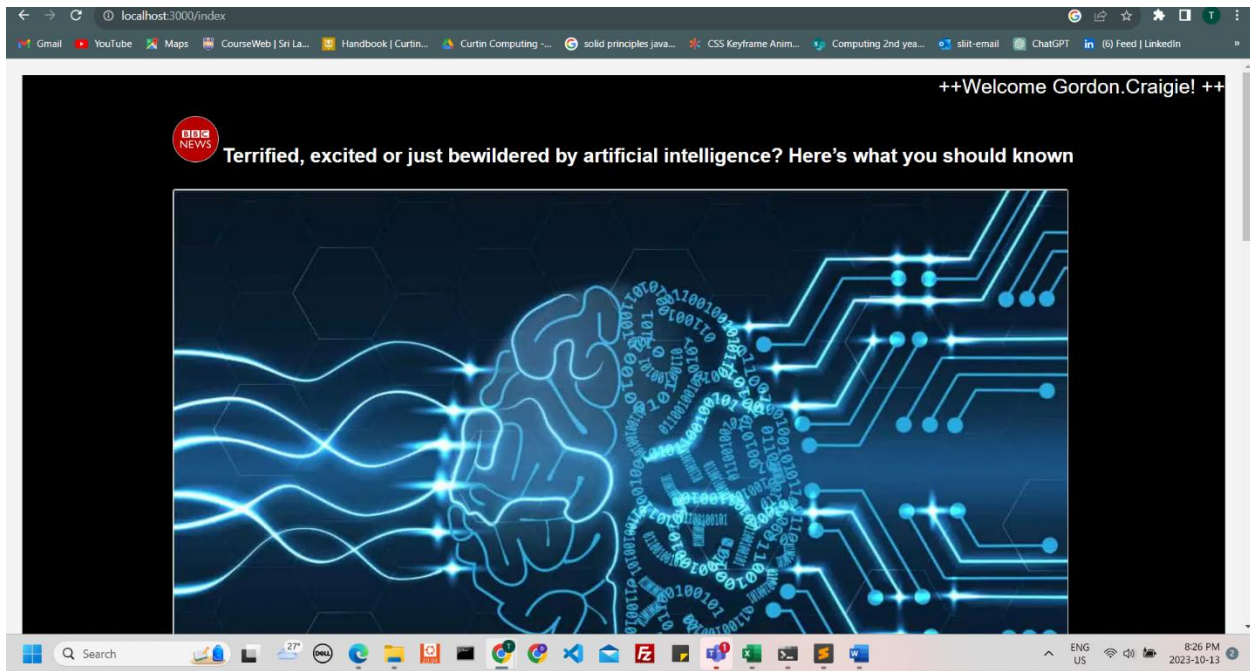 localhost:3000/index
T
Gmail YouTube Maps CourseWeb | Sri La... Handbook | Curtin... Curtin Computing -... solid principles java... CSS Keyframe Anim... Computing 2nd yea... sliit-email ChatGPT (6) Feed | LinkedIn »
++Welcome Gordon.Craigie! ++
BBC
NEWS
Terrified, excited or just bewildered by artificial intelligence? Here’s what you should known
Search 27° DELL ENG 8:26 PM
US 2023-10-13 2